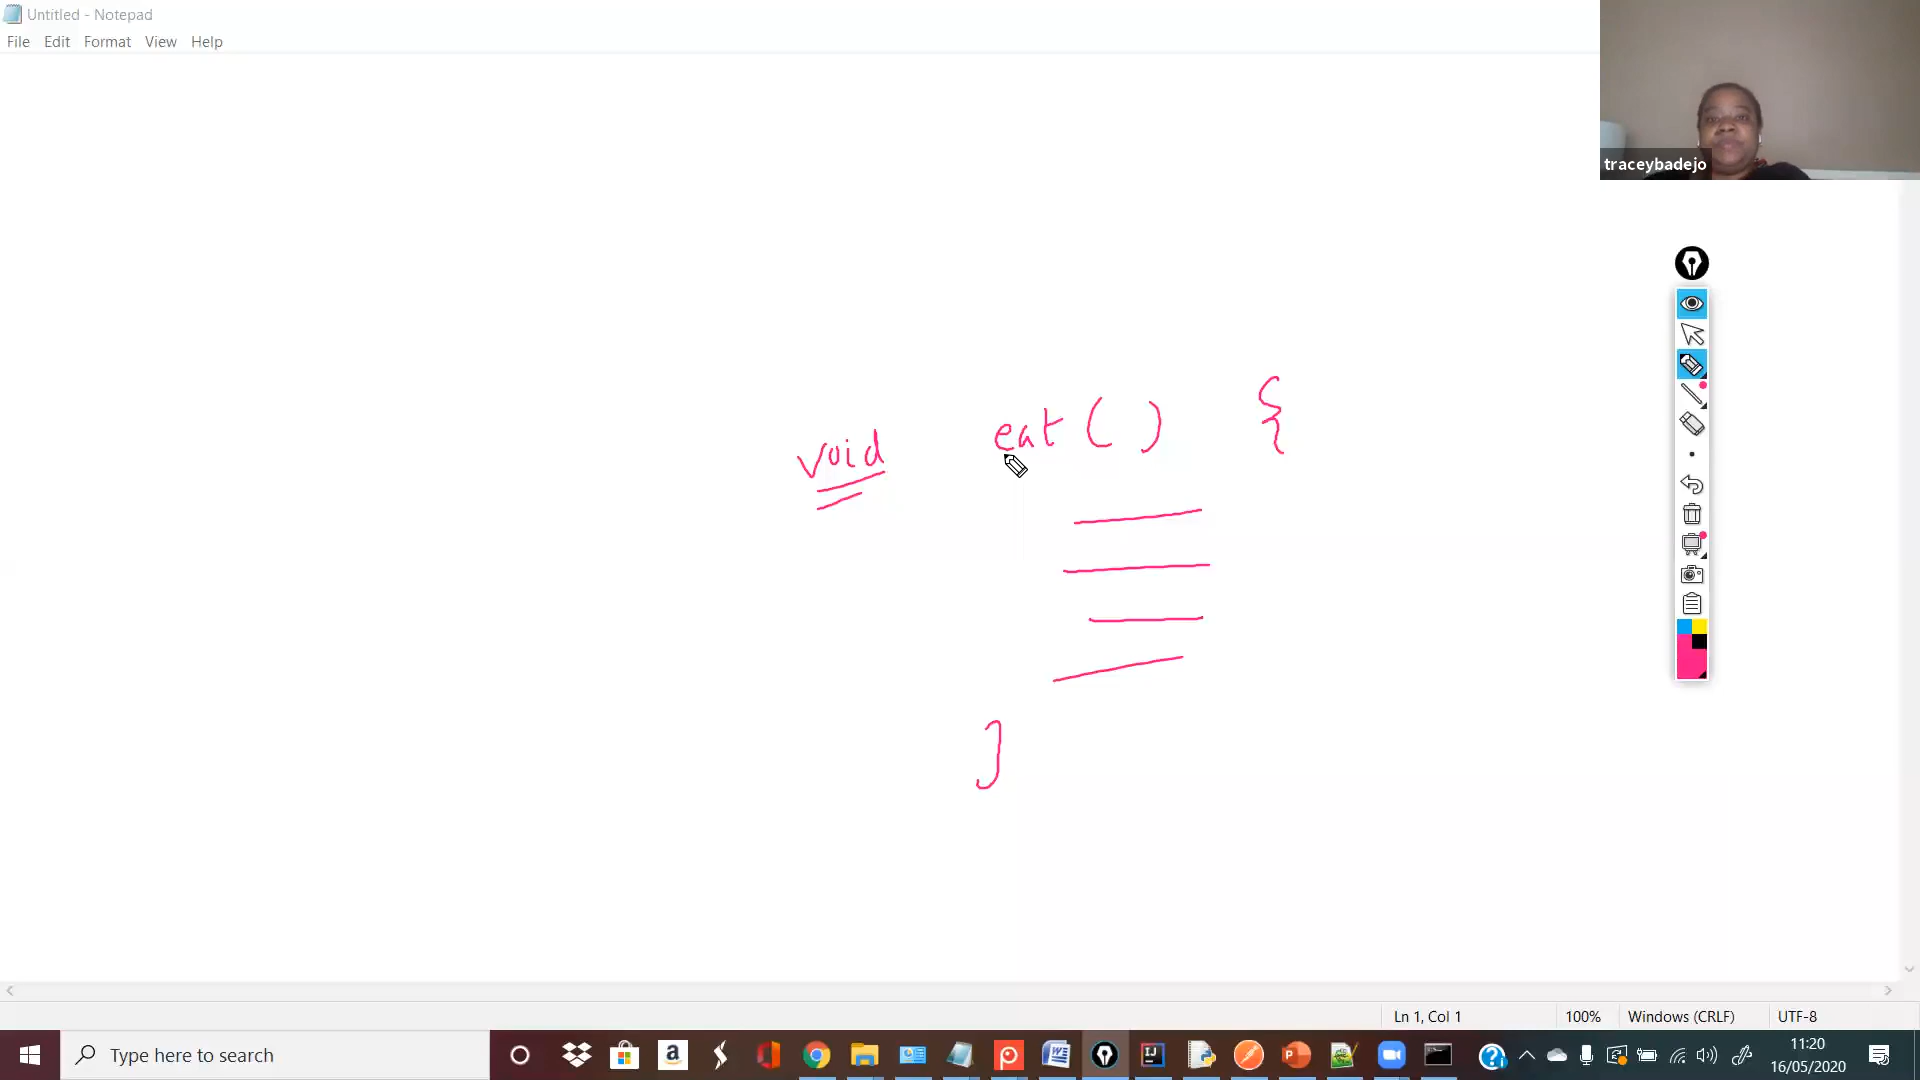 Untitled - Notepad
File Edit Format View Help
traceybadejo
void eat ( ) {
}
Ln 1, Col 1 100% Windows (CRLF) UTF-8
Type here to search
11:20
16/05/2020